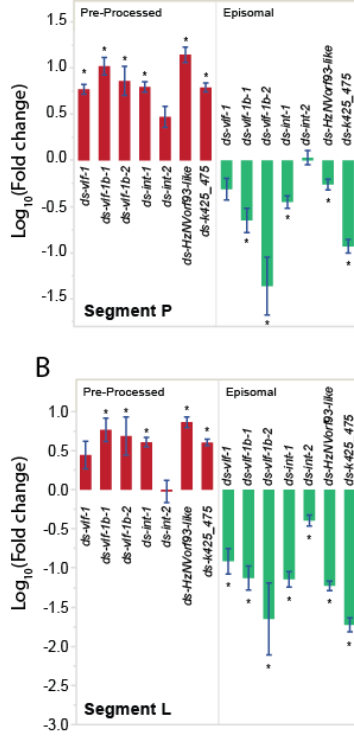 Pre-Processed
Episomal
Log10(Fold change)
1.5
1.0
0.5
0.0
-0.5
-1.0
-1.5
ds-vlf-1
ds-vlf-1b-1
ds-vlf-1b-2
ds-int-1
ds-int-2
ds-HzNVorf93-like
ds-k425_475
ds-vlf-1
ds-vlf-1b-1
ds-vlf-1b-2
ds-int-1
ds-int-2
ds-HzNVorf93-like
ds-k425_475
* * * * * *
* * * * *
Segment P
B
Pre-Processed
Episomal
Log10(Fold change)
1.0
0.5
0.0
-0.5
-1.0
-1.5
-2.0
-2.5
-3.0
ds-vlf-1
ds-vlf-1b-1
ds-vlf-1b-2
ds-int-1
ds-int-2
ds-HzNVorf93-like
ds-k425_475
ds-vlf-1
ds-vlf-1b-1
ds-vlf-1b-2
ds-int-1
ds-int-2
ds-HzNVorf93-like
ds-k425_475
* * * * *
* * * * * * *
Segment L